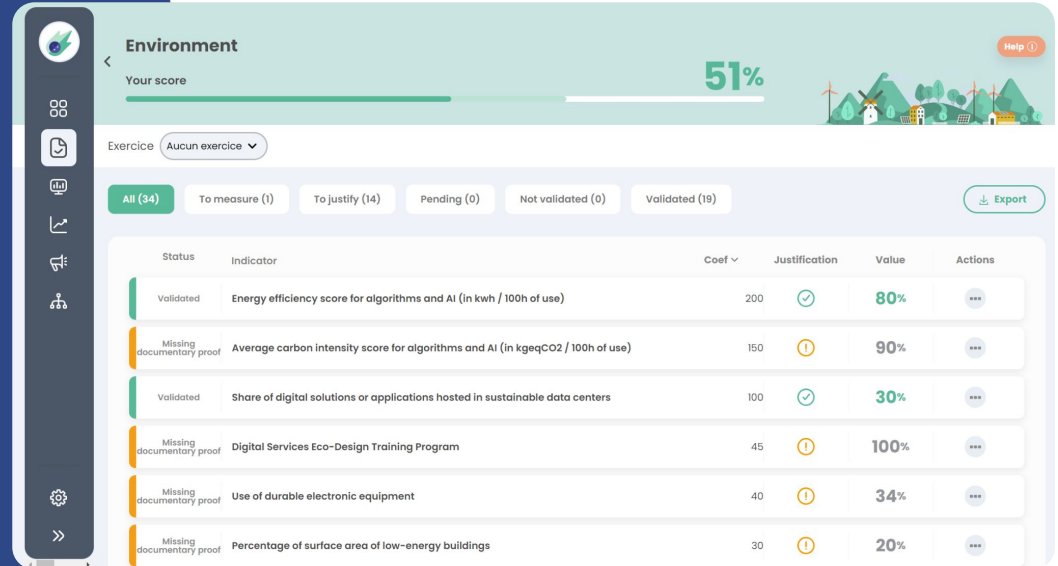 Environment
Help
Your score
51%
Exercice Aucun exercice
All (34) To measure (1) To justify (14) Pending (0) Not validated (0) Validated (19) Export
Status Indicator Coef Justification Value Actions
Validated Energy efficiency score for algorithms and AI (in kwh / 100h of use) 200 80%
Missing documentary proof Average carbon intensity score for algorithms and AI (in kgeqCO2 / 100h of use) 150 90%
Validated Share of digital solutions or applications hosted in sustainable data centers 100 30%
Missing documentary proof Digital Services Eco-Design Training Program 45 100%
Missing documentary proof Use of durable electronic equipment 40 34%
Missing documentary proof Percentage of surface area of low-energy buildings 30 20%